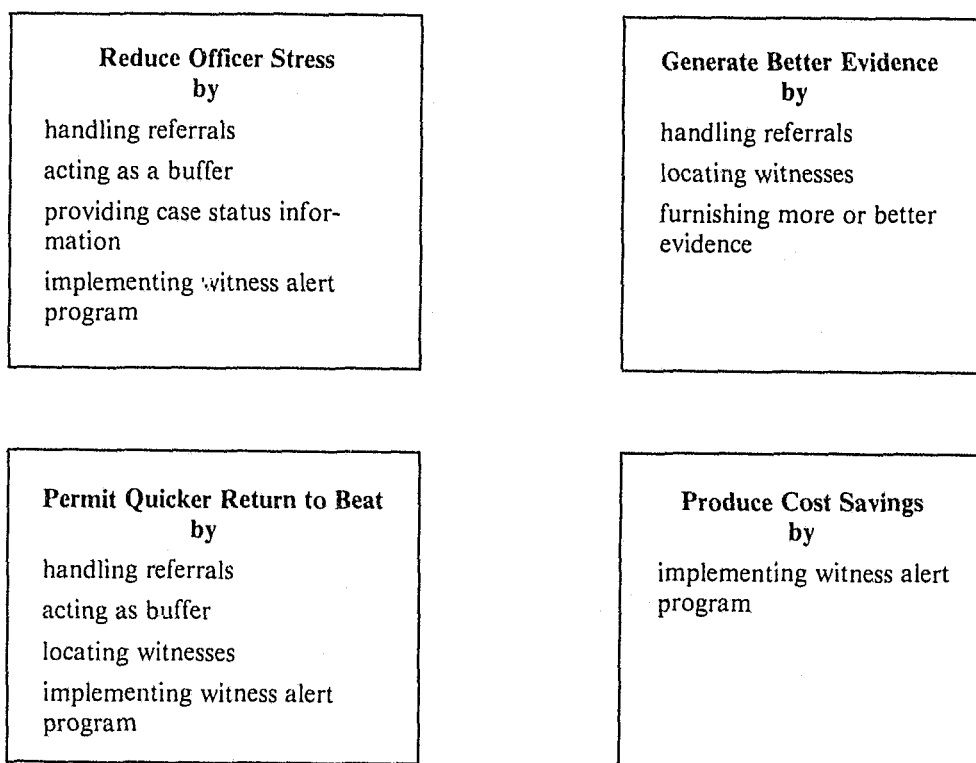 Reduce Officer Stress
by
handling referrals
acting as a buffer
providing case status infor-
mation
implementing witness alert
program
Generate Better Evidence
by
handling referrals
locating witnesses
furnishing more or better
evidence
Permit Quicker Return to Beat
by
handling referrals
acting as buffer
locating witnesses
implementing witness alert
program
Produce Cost Savings
by
implementing witness alert
program